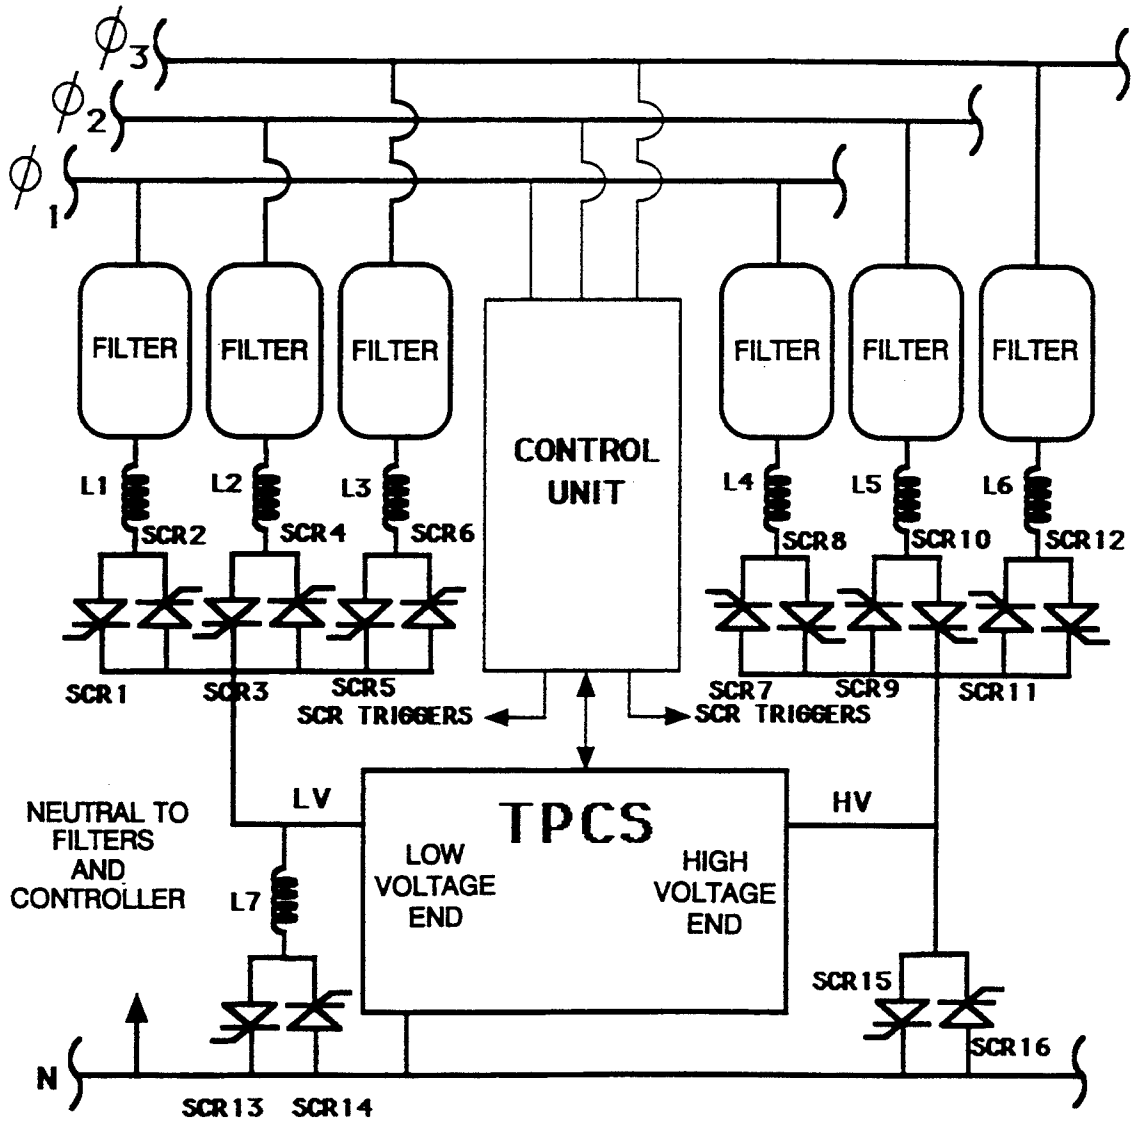 ϕ3
ϕ2
ϕ1
FILTER
FILTER
FILTER
FILTER
FILTER
FILTER
CONTROL
UNIT
L1
L2
L3
L4
L5
L6
SCR2
SCR4
SCR6
SCR8
SCR10
SCR12
SCR1
SCR3
SCR5
SCR7
SCR9
SCR11
SCR TRIGGERS
SCR TRIGGERS
LV
TPCS
HV
NEUTRAL TO
FILTERS
AND
CONTROLLER
LOW
VOLTAGE
END
HIGH
VOLTAGE
END
L7
SCR15
SCR16
N
SCR13
SCR14